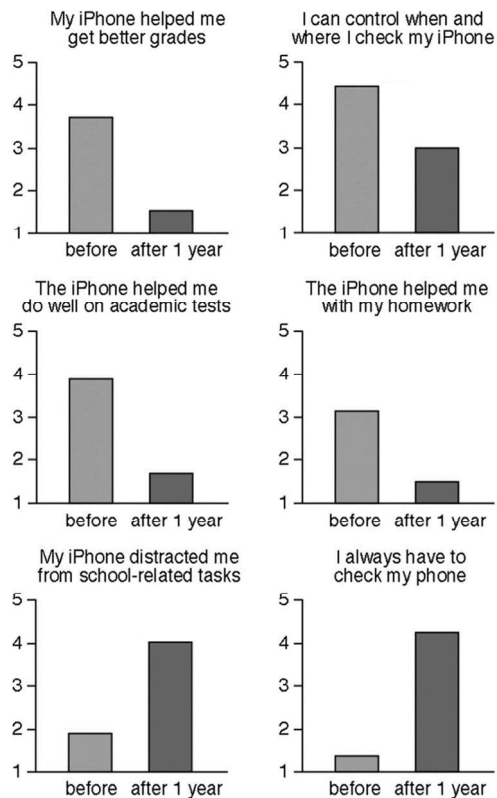 My iPhone helped me
get better grades
5
4
3
2
1
before after 1 year
I can control when and
where I check my iPhone
5
4
3
2
1
before after 1 year
The iPhone helped me
do well on academic tests
5
4
3
2
1
before after 1 year
The iPhone helped me
with my homework
5
4
3
2
1
before after 1 year
My iPhone distracted me
from school-related tasks
5
4
3
2
1
before after 1 year
I always have to
check my phone
5
4
3
2
1
before after 1 year